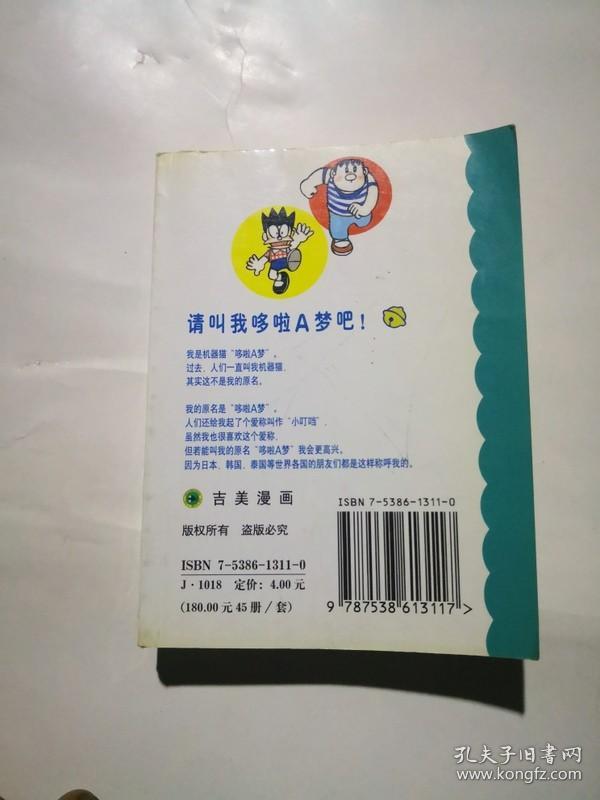 请叫我哆啦A梦吧！
我是机器猫“哆啦A梦”。
过去，人们一直叫我机器猫，
其实这不是我的原名。
我的原名是“哆啦A梦”。
人们还给我起了个爱称叫作“小叮当”，
虽然我也很喜欢这个爱称，
但若能叫我的原名“哆啦A梦”我会更高兴。
因为日本、韩国、泰国等世界各国的朋友们都是这样称呼我的。
吉美漫画
版权所有 盗版必究
ISBN 7-5386-1311-0
J·1018 定价：4.00元
(180.00元45册/套)
ISBN 7-5386-1311-0
9 787538 613117 >
孔夫子旧书网
www.kongfz.com